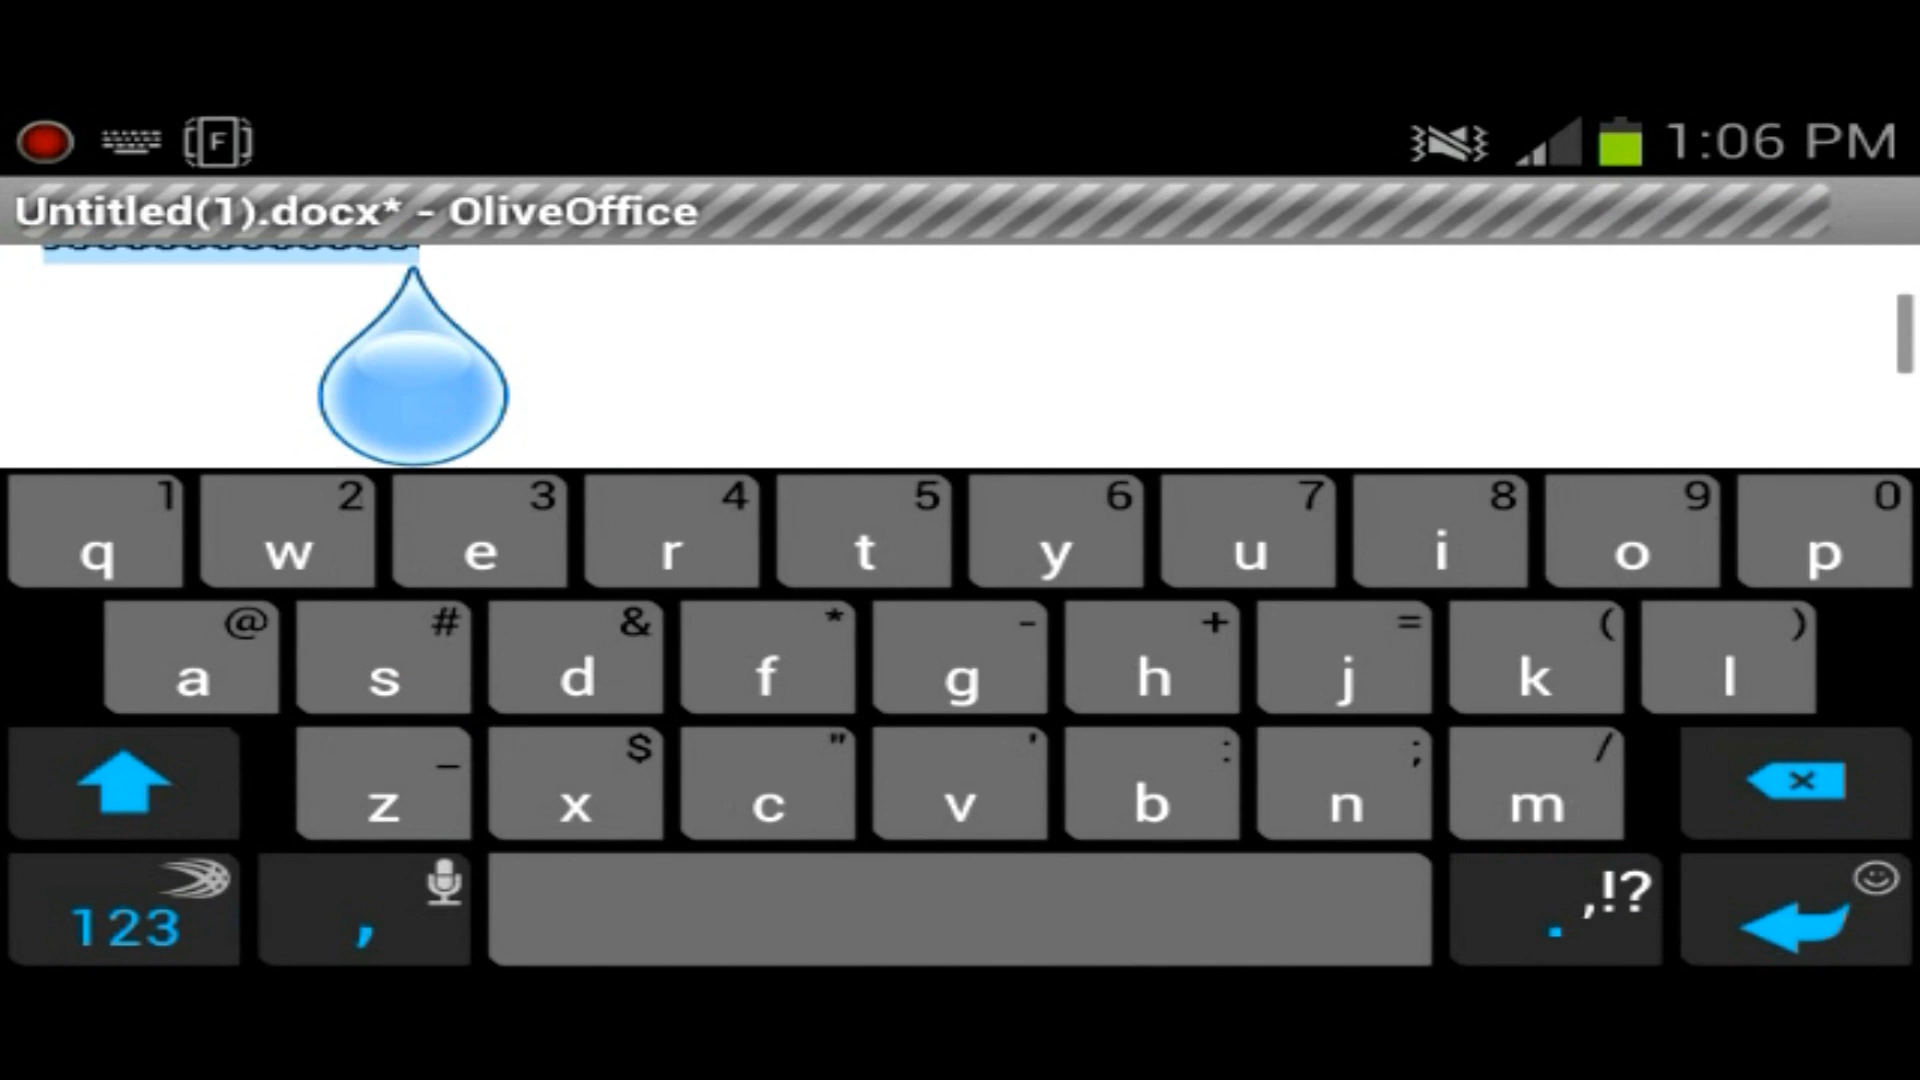 F 1:06 PM
Untitled(1).docx* - OliveOffice
1 2 3 4 5 6 7 8 9 0
q w e r t y u i o p
@ # & * - + = ( )
a s d f g h j k l
_ $ " ' : ; /
z x c v b n m
,!?
123 , .